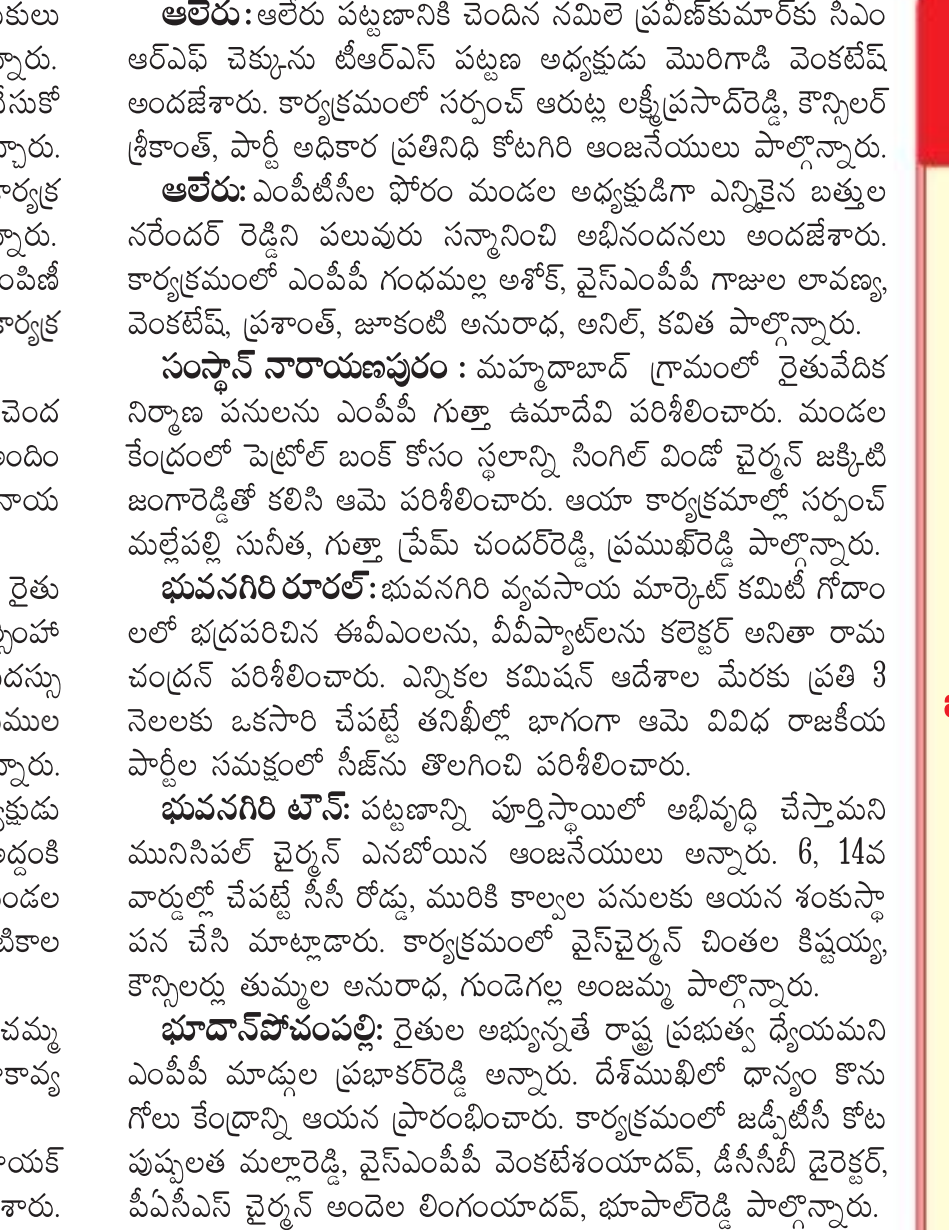 ఆలేరు: ఆలేరు పట్టణానికి చెందిన నమిలె ప్రవీణ్‌కుమార్‌కు సీఎం
ఆర్ఎఫ్ చెక్కును టీఆర్ఎస్ పట్టణ అధ్యక్షుడు మొరిగాడి వెంకటేష్
అందజేశారు. కార్యక్రమంలో సర్పంచ్ ఆరుట్ల లక్ష్మీప్రసాద్‌రెడ్డి, కౌన్సిలర్
శ్రీకాంత్, పార్టీ అధికార ప్రతినిధి కోటగిరి ఆంజనేయులు పాల్గొన్నారు.
ఆలేరు: ఎంపీటీసీల ఫోరం మండల అధ్యక్షుడిగా ఎన్నికైన బత్తుల
నరేందర్ రెడ్డిని పలువురు సన్మానించి అభినందనలు అందజేశారు.
కార్యక్రమంలో ఎంపీపీ గంధమల్ల అశోక్, వైస్ఎంపీపీ గాజుల లావణ్య,
వెంకటేష్, ప్రశాంత్, జూకంటి అనురాధ, అనిల్, కవిత పాల్గొన్నారు.
సంస్థాన్ నారాయణపురం : మహ్మదాబాద్ గ్రామంలో రైతువేదిక
నిర్మాణ పనులను ఎంపీపీ గుత్తా ఉమాదేవి పరిశీలించారు. మండల
కేంద్రంలో పెట్రోల్ బంక్ కోసం స్థలాన్ని సింగిల్ విండో చైర్మన్ జక్కిటి
జంగారెడ్డితో కలిసి ఆమె పరిశీలించారు. ఆయా కార్యక్రమాల్లో సర్పంచ్
మల్లేపల్లి సునీత, గుత్తా ప్రేమ్ చందర్‌రెడ్డి, ప్రముఖ్‌రెడ్డి పాల్గొన్నారు.
భువనగిరి రూరల్: భువనగిరి వ్యవసాయ మార్కెట్ కమిటీ గోదాం
లలో భద్రపరిచిన ఈవీఎంలను, వీవీప్యాట్‌లను కలెక్టర్ అనితా రామ
చంద్రన్ పరిశీలించారు. ఎన్నికల కమిషన్ ఆదేశాల మేరకు ప్రతి 3
నెలలకు ఒకసారి చేపట్టే తనిఖీల్లో భాగంగా ఆమె వివిధ రాజకీయ
పార్టీల సమక్షంలో సీజ్‌ను తొలగించి పరిశీలించారు.
భువనగిరి టౌన్: పట్టణాన్ని పూర్తిస్థాయిలో అభివృద్ధి చేస్తామని
మునిసిపల్ చైర్మన్ ఎనబోయిన ఆంజనేయులు అన్నారు. 6, 14వ
వార్డుల్లో చేపట్టే సీసీ రోడ్డు, మురికి కాల్వల పనులకు ఆయన శంకుస్థా
పన చేసి మాట్లాడారు. కార్యక్రమంలో వైస్‌చైర్మన్ చింతల కిష్టయ్య,
కౌన్సిలర్లు తుమ్మల అనురాధ, గుండెగల్ల అంజమ్మ పాల్గొన్నారు.
భూదాన్‌పోచంపల్లి: రైతుల అభ్యున్నతే రాష్ట్ర ప్రభుత్వ ధ్యేయమని
ఎంపీపీ మాడ్గుల ప్రభాకర్‌రెడ్డి అన్నారు. దేశ్‌ముఖిలో ధాన్యం కొను
గోలు కేంద్రాన్ని ఆయన ప్రారంభించారు. కార్యక్రమంలో జడ్పీటీసీ కోట
పుష్పలత మల్లారెడ్డి, వైస్ఎంపీపీ వెంకటేశంయాదవ్, డీసీసీబీ డైరెక్టర్,
పీఏసీఎస్ చైర్మన్ అందెల లింగంయాదవ్, భూపాల్‌రెడ్డి పాల్గొన్నారు.